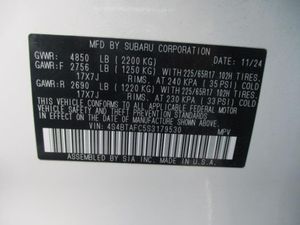 MFD. BY SUBARU CORPORATION 11/24
GVWR: 4850 LB (2200 KG)
GAWR: F 2756 LB (1250 KG) WITH 225/65R17 102H TIRES,
17X7J RIMS, AT 240 KPA (35 PSI) COLD
GAWR: R 2690 LB (1220 KG) WITH 225/65R17 102H TIRES,
17X7J RIMS, AT 230 KPA (33 PSI) COLD
THIS VEHICLE CONFORMS TO ALL APPLICABLE FEDERAL MOTOR
VEHICLE SAFETY, BUMPER, AND THEFT PREVENTION STANDARDS
IN EFFECT ON THE DATE OF MANUFACTURE SHOWN ABOVE.
VIN: 4S4BTAFC5S3179530 MPV
ASSEMBLED BY SIA INC. MADE IN U.S.A.